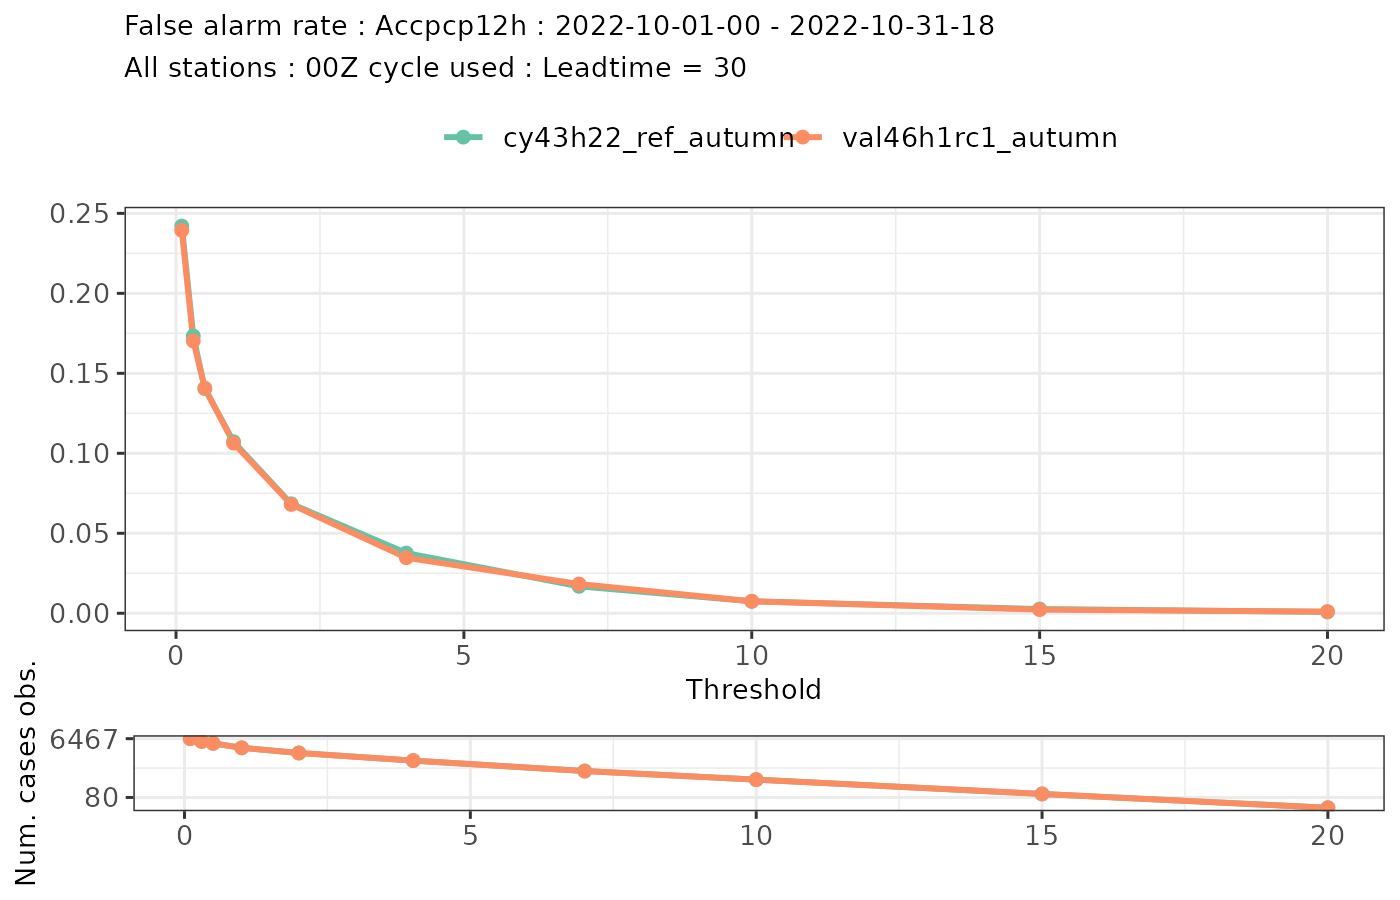 False alarm rate : Accpcp12h : 2022-10-01-00 - 2022-10-31-18
All stations : 00Z cycle used : Leadtime = 30
cy43h22_ref_autumn val46h1rc1_autumn
0.25
0.20
0.15
0.10
0.05
0.00
0 5 10 15 20
Threshold
Num. cases obs.
6467
80
0 5 10 15 20